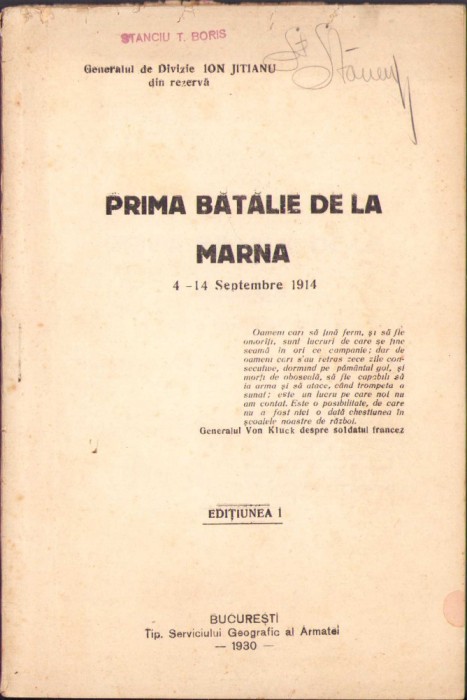 STANCIU T. BORIS
Generalul de Divizie ION JITIANU
din rezervă
PRIMA BĂTĂLIE DE LA
MARNA
4 - 14 Septembre 1914
Oameni cari să țină ferm, și să fie
omorîți, sunt lucruri de care se ține
seamă în ori ce campanie; dar de
oameni cari s'au retras zece zile con-
secutive, dormind pe pământul gol, și
morți de oboseală, să fie capabili să
ia arma și să atace, când trompeta a
sunat; este un lucru pe care noi nu
am contat. Este o posibilitate, de care
nu a fost nici o dată chestiunea în
școalele noastre de război.
Generalul Von Kluck despre soldatul francez
EDIȚIUNEA I
BUCUREȘTI
Tip. Serviciului Geografic al Armatei
— 1930 —